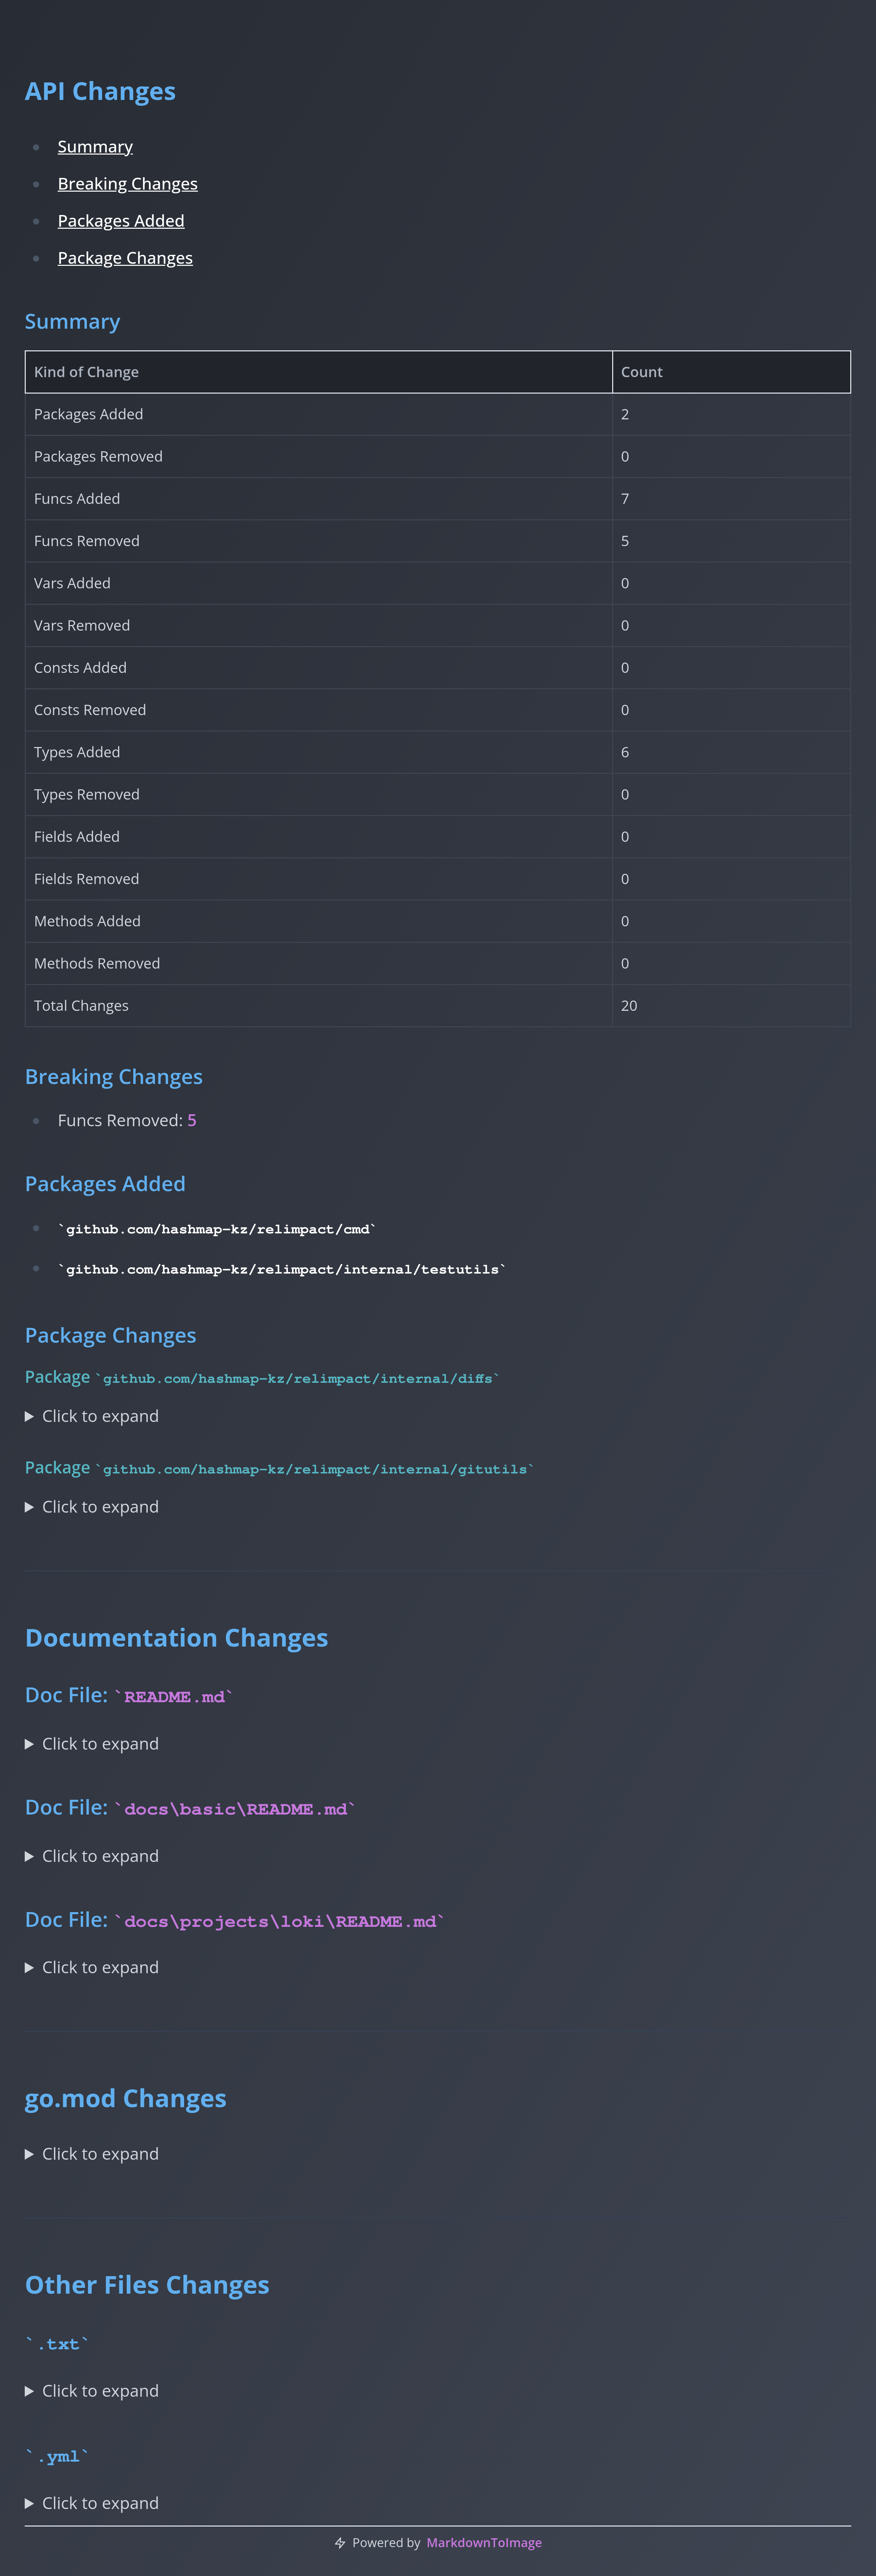 API Changes
Summary
Breaking Changes
Packages Added
Package Changes
Summary
Kind of Change Count
Packages Added 2
Packages Removed 0
Funcs Added 7
Funcs Removed 5
Vars Added 0
Vars Removed 0
Consts Added 0
Consts Removed 0
Types Added 6
Types Removed 0
Fields Added 0
Fields Removed 0
Methods Added 0
Methods Removed 0
Total Changes 20
Breaking Changes
Funcs Removed: 5
Packages Added
`github.com/hashmap-kz/relimpact/cmd`
`github.com/hashmap-kz/relimpact/internal/testutils`
Package Changes
Package `github.com/hashmap-kz/relimpact/internal/diffs`
Click to expand
Package `github.com/hashmap-kz/relimpact/internal/gitutils`
Click to expand
Documentation Changes
Doc File: `README.md`
Click to expand
Doc File: `docs\basic\README.md`
Click to expand
Doc File: `docs\projects\loki\README.md`
Click to expand
go.mod Changes
Click to expand
Other Files Changes
`.txt`
Click to expand
`.yml`
Click to expand
Powered by MarkdownToImage